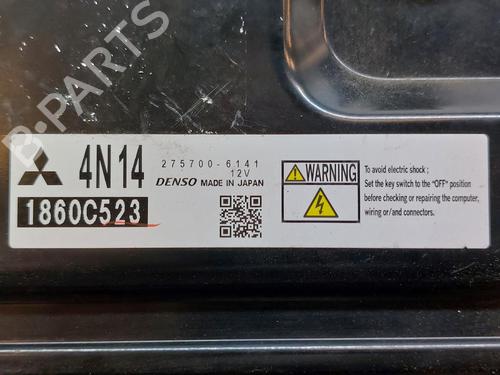 B-PARTS
4N14
275700-6141
12V
DENSO MADE IN JAPAN
1860C523
WARNING
To avoid electric shock ;
Set the key switch to the "OFF" position
before checking or repairing the computer,
wiring or/and connectors.